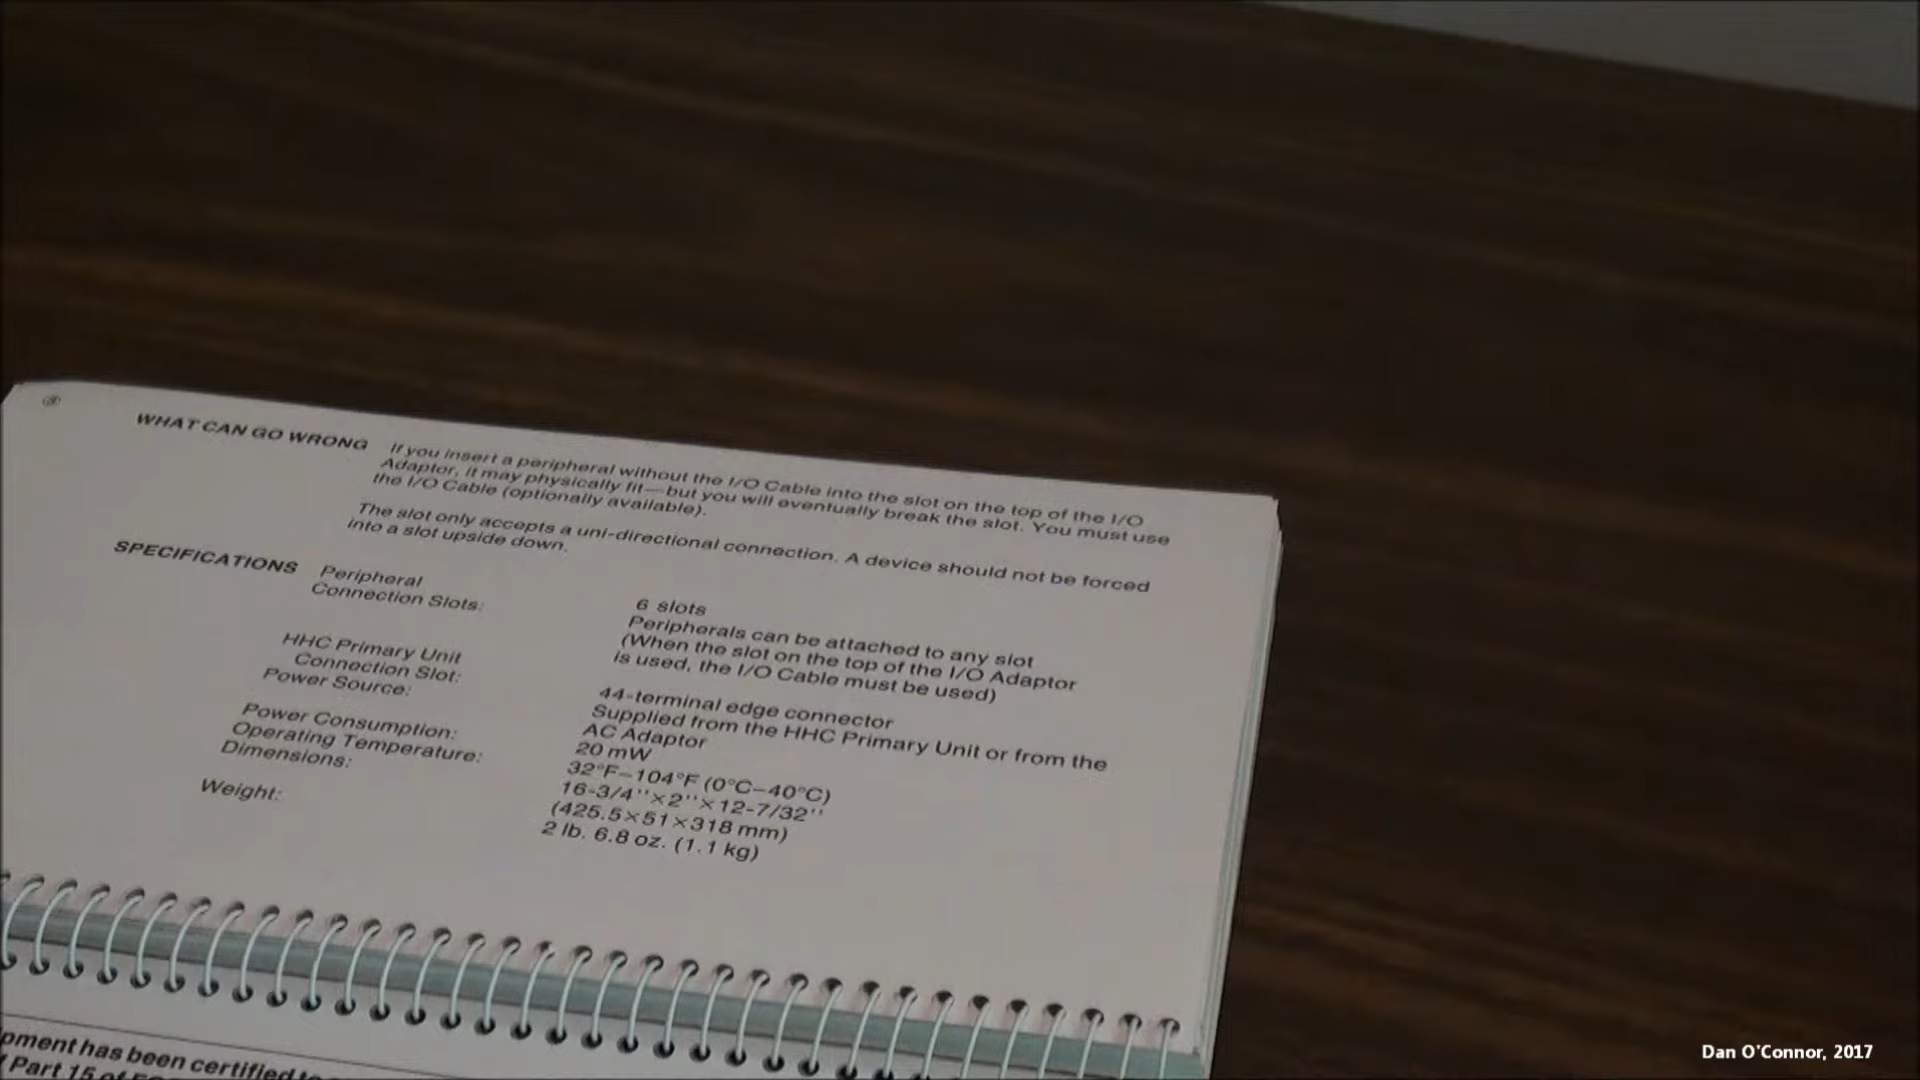 WHAT CAN GO WRONG If you insert a peripheral without the I/O Cable into the slot on the top of the I/O
Adaptor, it may physically fit—but you will eventually break the slot. You must use
the I/O Cable (optionally available).
The slot only accepts a uni-directional connection. A device should not be forced
into a slot upside down.
SPECIFICATIONS Peripheral
Connection Slots: 6 slots
Peripherals can be attached to any slot
(When the slot on the top of the I/O Adaptor
is used, the I/O Cable must be used)
HHC Primary Unit
Connection Slot: 44-terminal edge connector
Power Source: Supplied from the HHC Primary Unit or from the
AC Adaptor
Power Consumption: 20 mW
Operating Temperature: 32°F–104°F (0°C–40°C)
Dimensions: 16-3/4''×2''×12-7/32''
(425.5×51×318 mm)
Weight: 2 lb. 6.8 oz. (1.1 kg)
pment has been certified
Part 15 of
Dan O'Connor, 2017